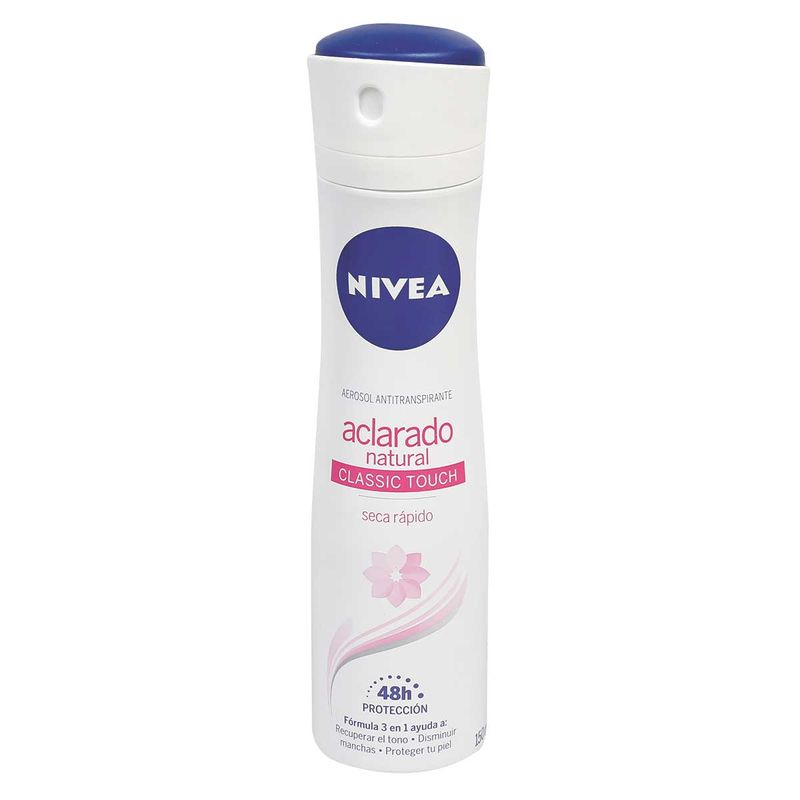 NIVEA
AEROSOL ANTITRANSPIRANTE
aclarado
natural
CLASSIC TOUCH
seca rápido
48h
PROTECCIÓN
Fórmula 3 en 1 ayuda a:
Recuperar el tono • Disminuir
manchas • Proteger tu piel